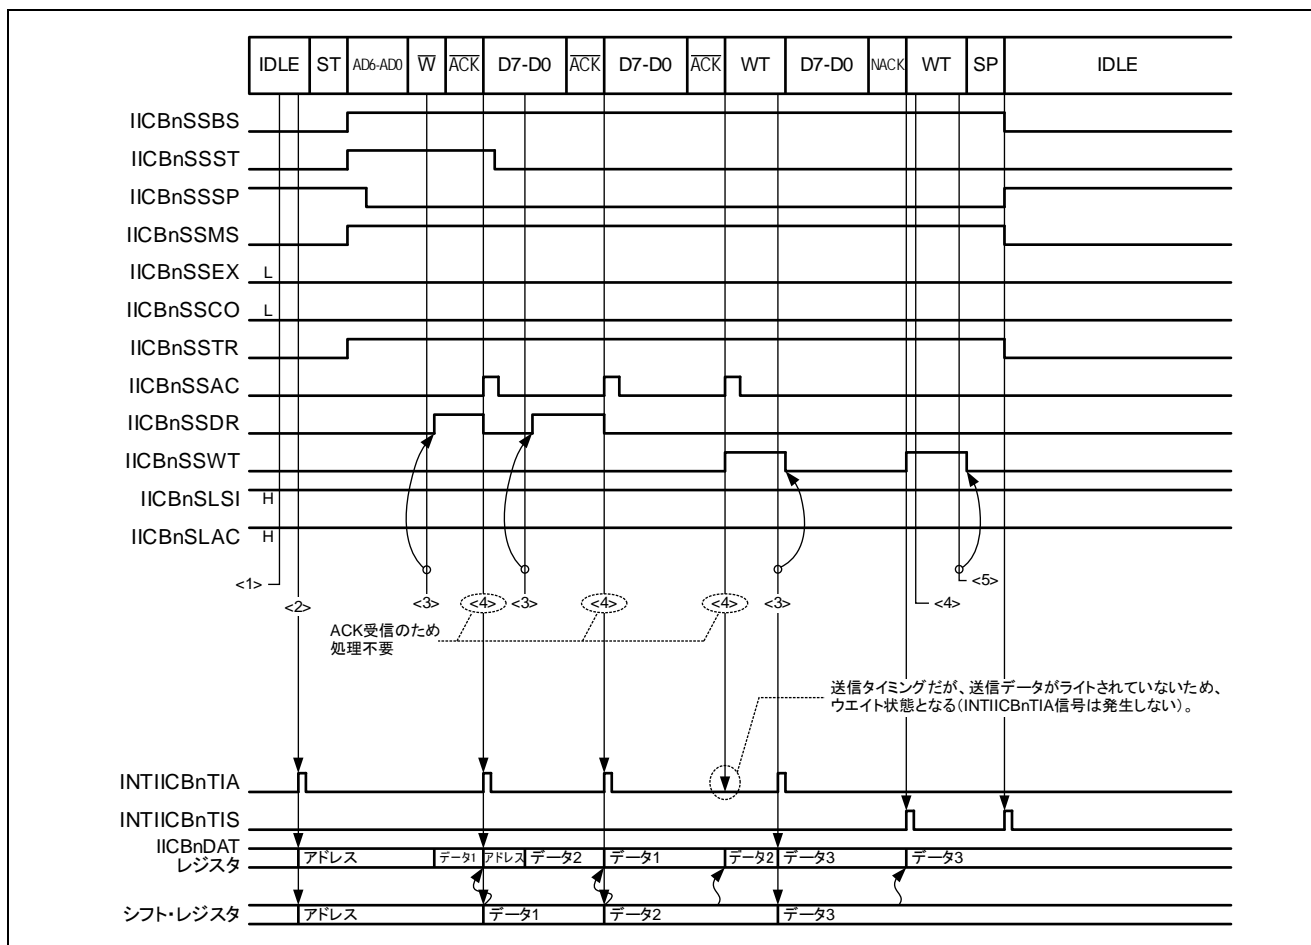 IDLE ST AD6-AD0 W ACK D7-D0 ACK D7-D0 ACK WT D7-D0 NACK WT SP IDLE
IICBnSSBS
IICBnSSST
IICBnSSSP
IICBnSSMS
IICBnSSEX L
IICBnSSCO L
IICBnSSTR
IICBnSSAC
IICBnSSDR
IICBnSSWT
IICBnSLSI H
IICBnSLAC H
<1> <5>
<2> <3> <4> <3> <4> <4> <3> <4>
ACK受信のため
処理不要
送信タイミングだが、送信データがライトされていないため、
ウエイト状態となる(INTIICBnTIA信号は発生しない)。
INTIICBnTIA
INTIICBnTIS
IICBnDAT
レジスタ
アドレス データ1 アドレス データ2 データ1 データ2 データ3 データ3
シフト・レジスタ アドレス データ1 データ2 データ3